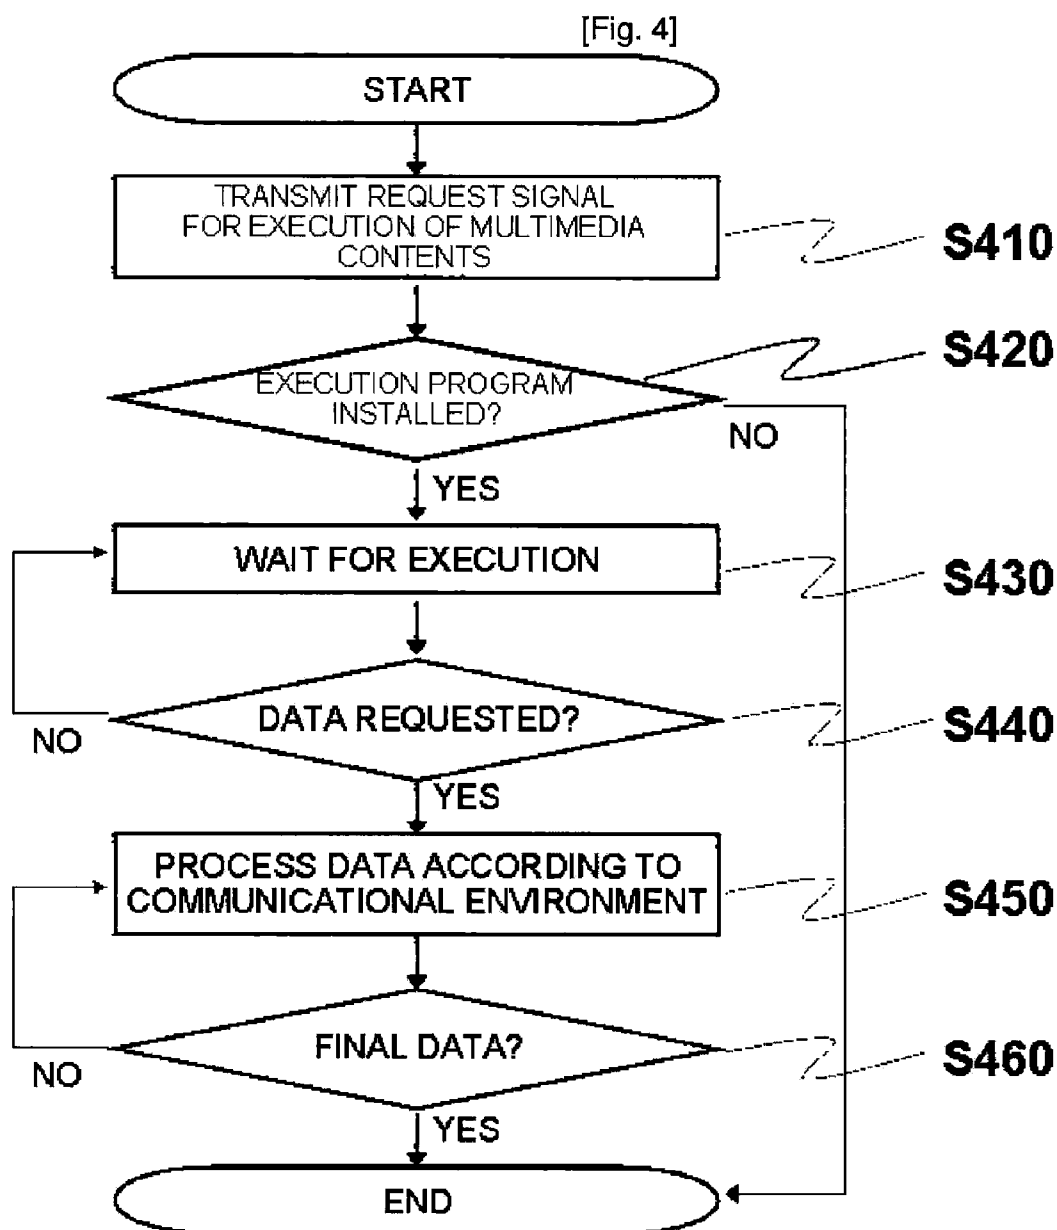 [Fig. 4]
START
TRANSMIT REQUEST SIGNAL
FOR EXECUTION OF MULTIMEDIA
CONTENTS
S410
EXECUTION PROGRAM
INSTALLED?
S420
NO
YES
WAIT FOR EXECUTION
S430
DATA REQUESTED?
S440
NO
YES
PROCESS DATA ACCORDING TO
COMMUNICATIONAL ENVIRONMENT
S450
FINAL DATA?
S460
NO
YES
END